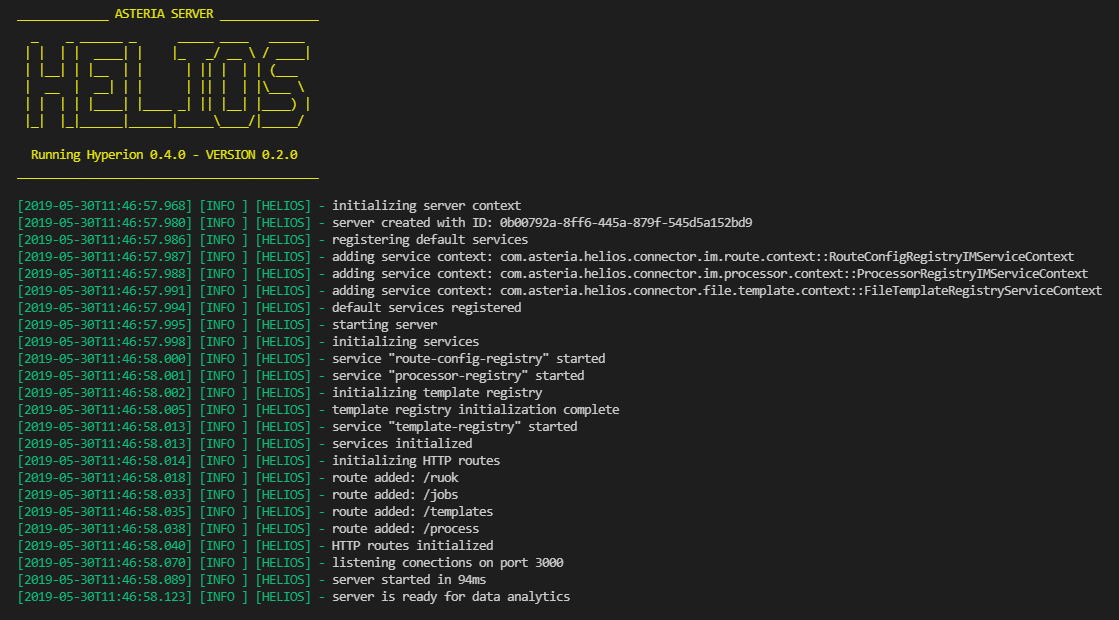 _____________ ASTERIA SERVER ______________
HELIOS
Running Hyperion 0.4.0 - VERSION 0.2.0
[2019-05-30T11:46:57.968] [INFO ] [HELIOS] - initializing server context
[2019-05-30T11:46:57.980] [INFO ] [HELIOS] - server created with ID: 0b00792a-8ff6-445a-879f-545d5a152bd9
[2019-05-30T11:46:57.986] [INFO ] [HELIOS] - registering default services
[2019-05-30T11:46:57.987] [INFO ] [HELIOS] - adding service context: com.asteria.helios.connector.im.route.context::RouteConfigRegistryIMServiceContext
[2019-05-30T11:46:57.988] [INFO ] [HELIOS] - adding service context: com.asteria.helios.connector.im.processor.context::ProcessorRegistryIMServiceContext
[2019-05-30T11:46:57.991] [INFO ] [HELIOS] - adding service context: com.asteria.helios.connector.file.template.context::FileTemplateRegistryServiceContext
[2019-05-30T11:46:57.994] [INFO ] [HELIOS] - default services registered
[2019-05-30T11:46:57.995] [INFO ] [HELIOS] - starting server
[2019-05-30T11:46:57.998] [INFO ] [HELIOS] - initializing services
[2019-05-30T11:46:58.000] [INFO ] [HELIOS] - service "route-config-registry" started
[2019-05-30T11:46:58.001] [INFO ] [HELIOS] - service "processor-registry" started
[2019-05-30T11:46:58.002] [INFO ] [HELIOS] - initializing template registry
[2019-05-30T11:46:58.005] [INFO ] [HELIOS] - template registry initialization complete
[2019-05-30T11:46:58.013] [INFO ] [HELIOS] - service "template-registry" started
[2019-05-30T11:46:58.013] [INFO ] [HELIOS] - services initialized
[2019-05-30T11:46:58.014] [INFO ] [HELIOS] - initializing HTTP routes
[2019-05-30T11:46:58.018] [INFO ] [HELIOS] - route added: /ruok
[2019-05-30T11:46:58.033] [INFO ] [HELIOS] - route added: /jobs
[2019-05-30T11:46:58.035] [INFO ] [HELIOS] - route added: /templates
[2019-05-30T11:46:58.038] [INFO ] [HELIOS] - route added: /process
[2019-05-30T11:46:58.040] [INFO ] [HELIOS] - HTTP routes initialized
[2019-05-30T11:46:58.070] [INFO ] [HELIOS] - listening conections on port 3000
[2019-05-30T11:46:58.089] [INFO ] [HELIOS] - server started in 94ms
[2019-05-30T11:46:58.123] [INFO ] [HELIOS] - server is ready for data analytics